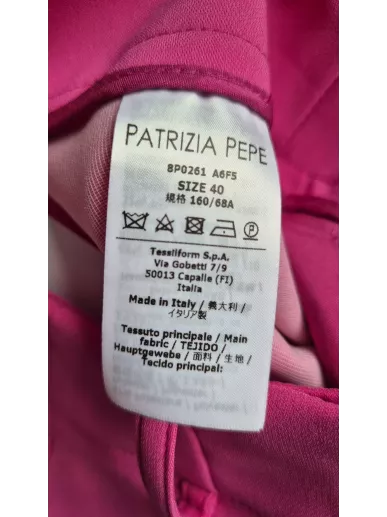 PATRIZIA PEPE
8P0261 A6F5
SIZE 40
規格 160/68A
P
Tessilform S.p.A.
Via Gobetti 7/9
50013 Capalle (FI)
Italia
Made in Italy / 義大利 /
イタリア製
Tessuto principale / Main
fabric / TEJIDO /
Hauptgewebe / 面料 / 生地 /
Tecido principal: